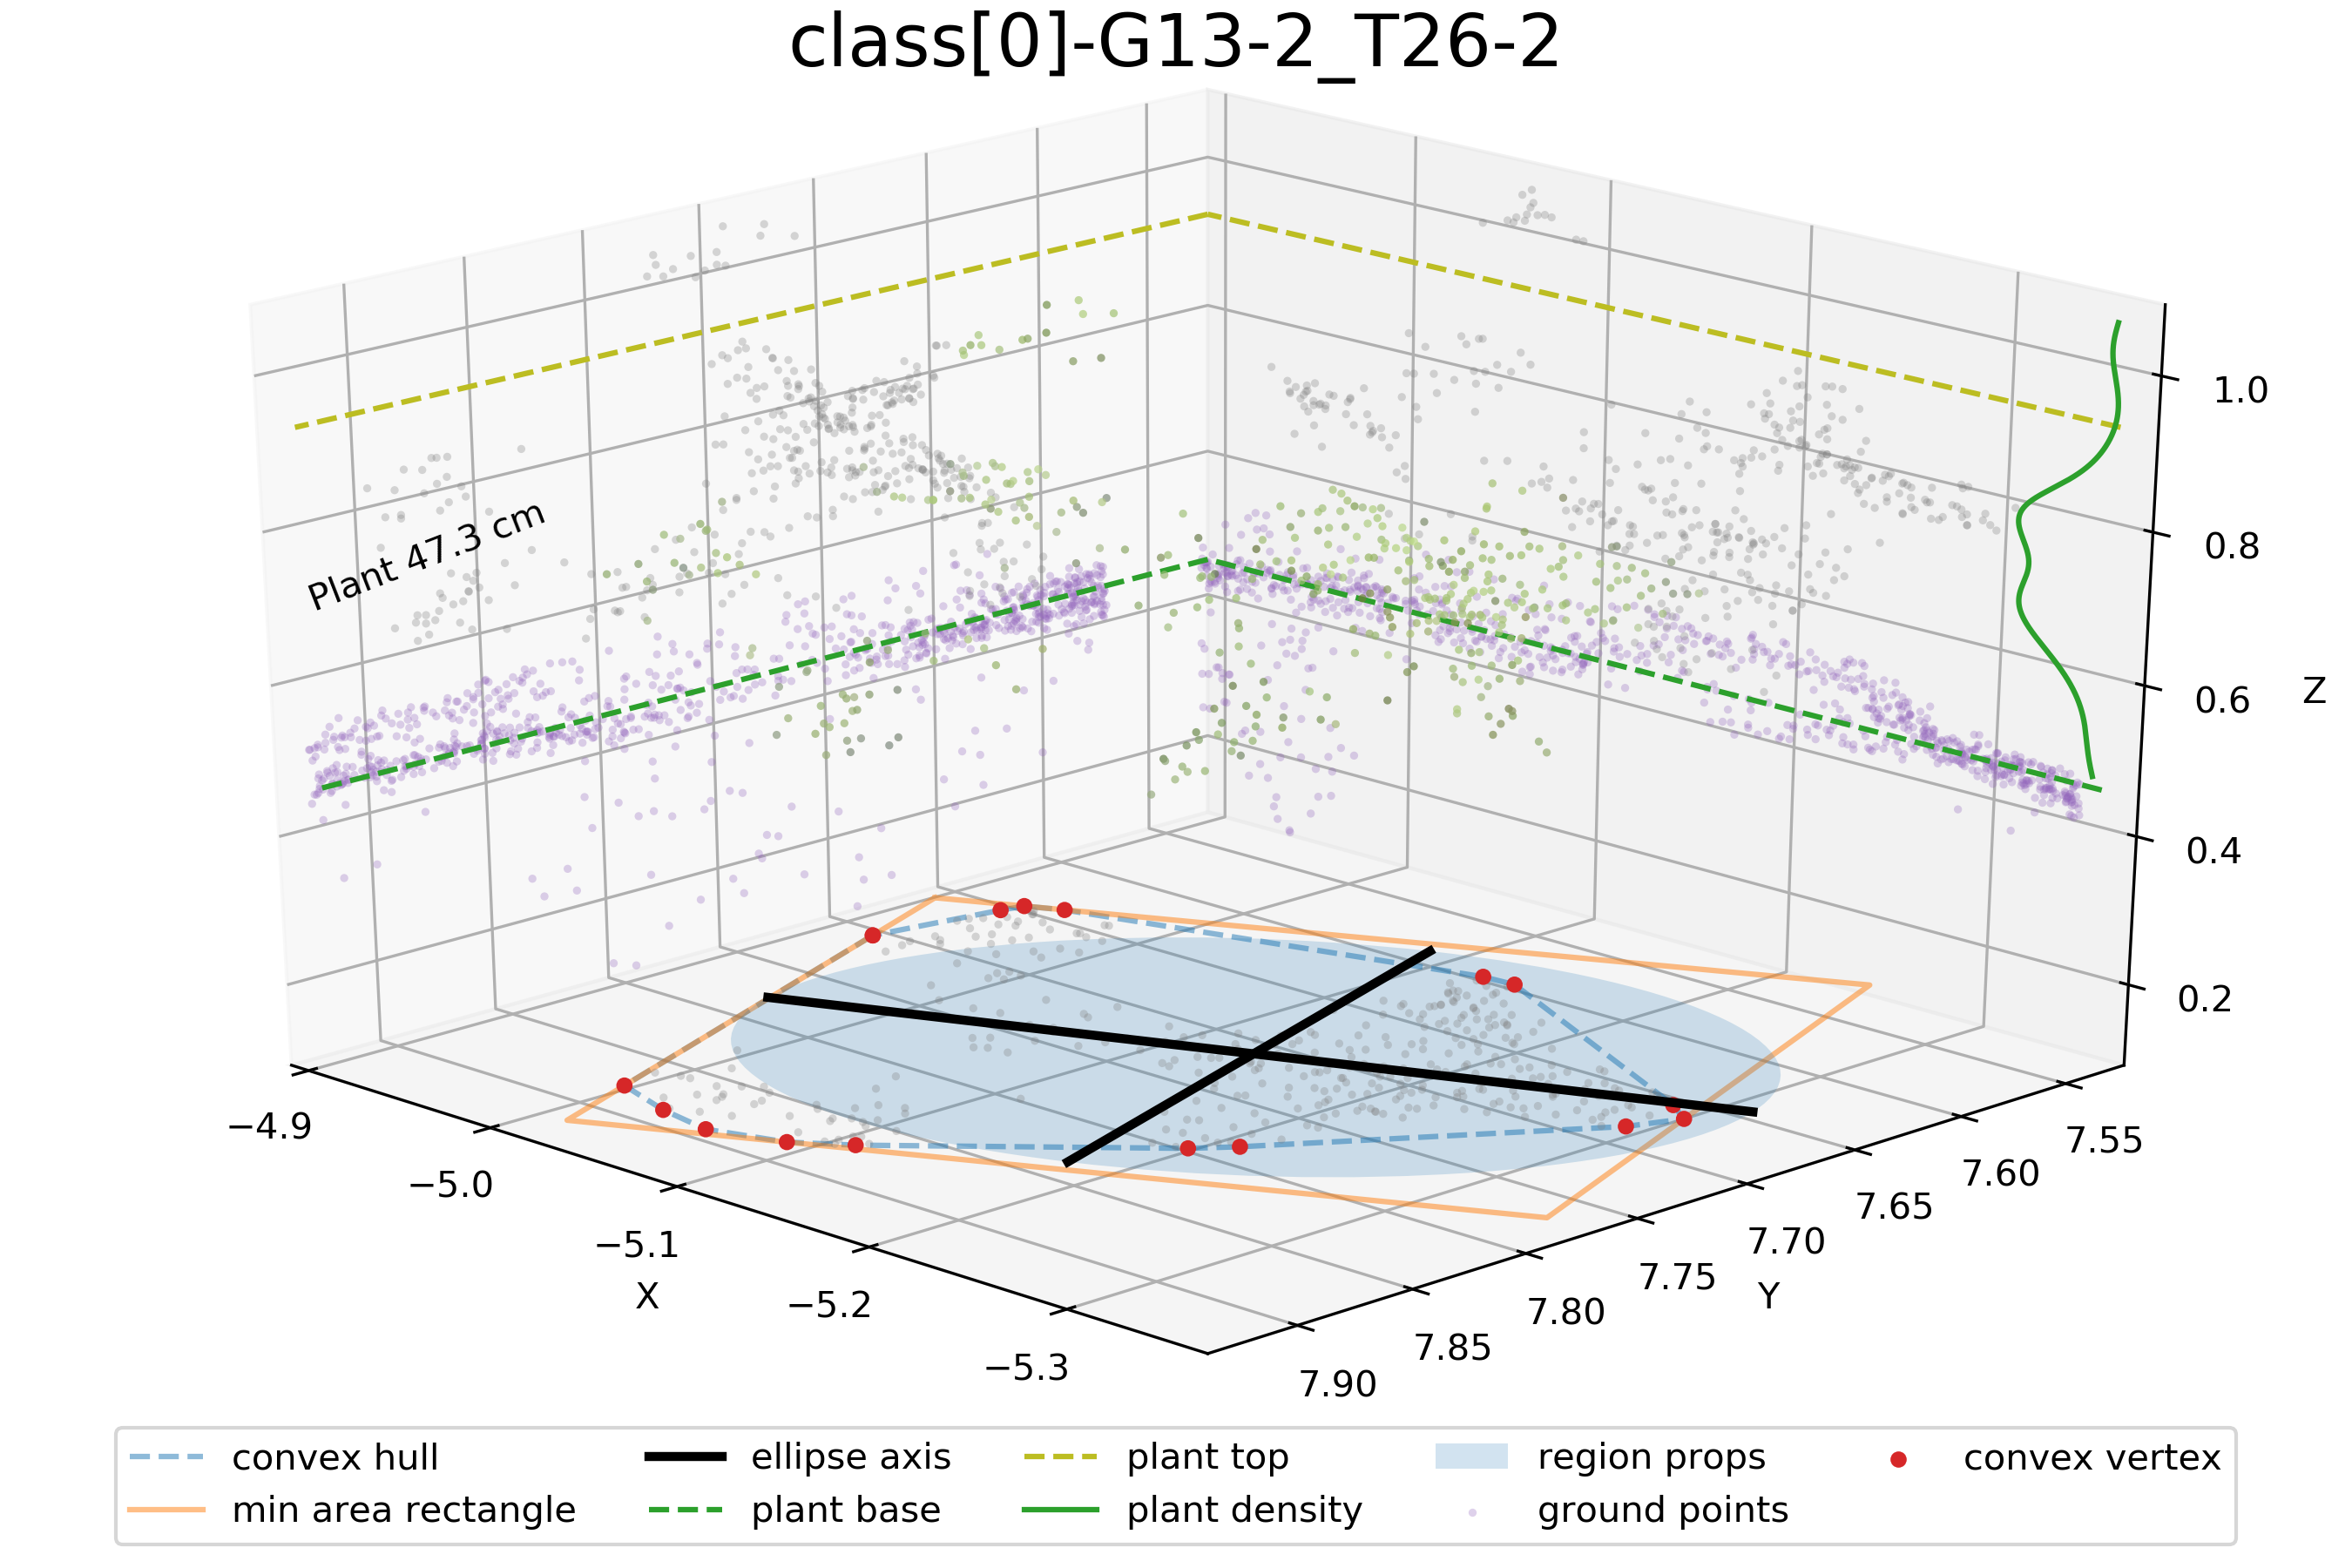 class[0]-G13-2_T26-2
Plant 47.3 cm
1.0
0.8
0.6
0.4
0.2
Z
−4.9
−5.0
−5.1
−5.2
−5.3
X
7.55
7.60
7.65
7.70
7.75
7.80
7.85
7.90
Y
convex hull
min area rectangle
ellipse axis
plant base
plant top
plant density
region props
ground points
convex vertex